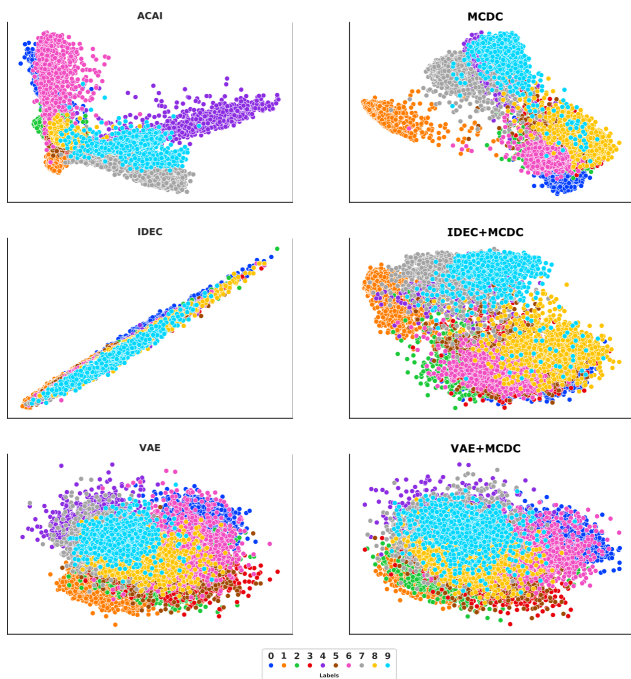 ACAI
MCDC
IDEC
IDEC+MCDC
VAE
VAE+MCDC
0 1 2 3 4 5 6 7 8 9
Labels